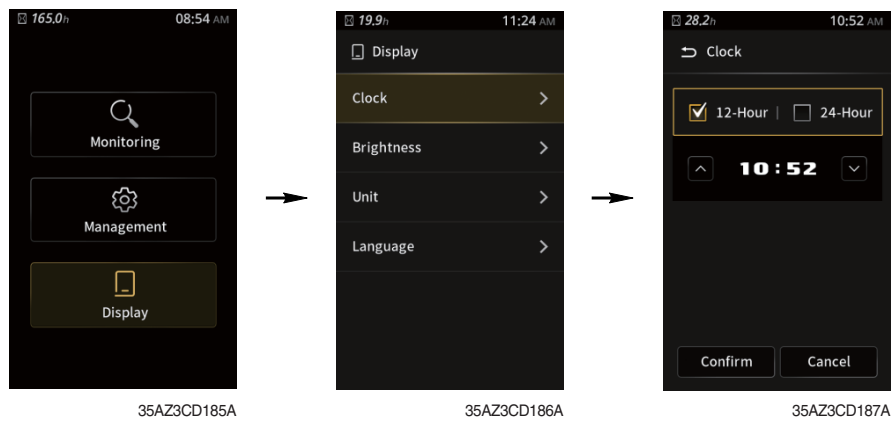 165.0h 08:54 AM
Monitoring
Management
Display
35AZ3CD185A
19.9h 11:24 AM
Display
Clock
Brightness
Unit
Language
35AZ3CD186A
28.2h 10:52 AM
Clock
12-Hour | 24-Hour
10:52
Confirm Cancel
35AZ3CD187A